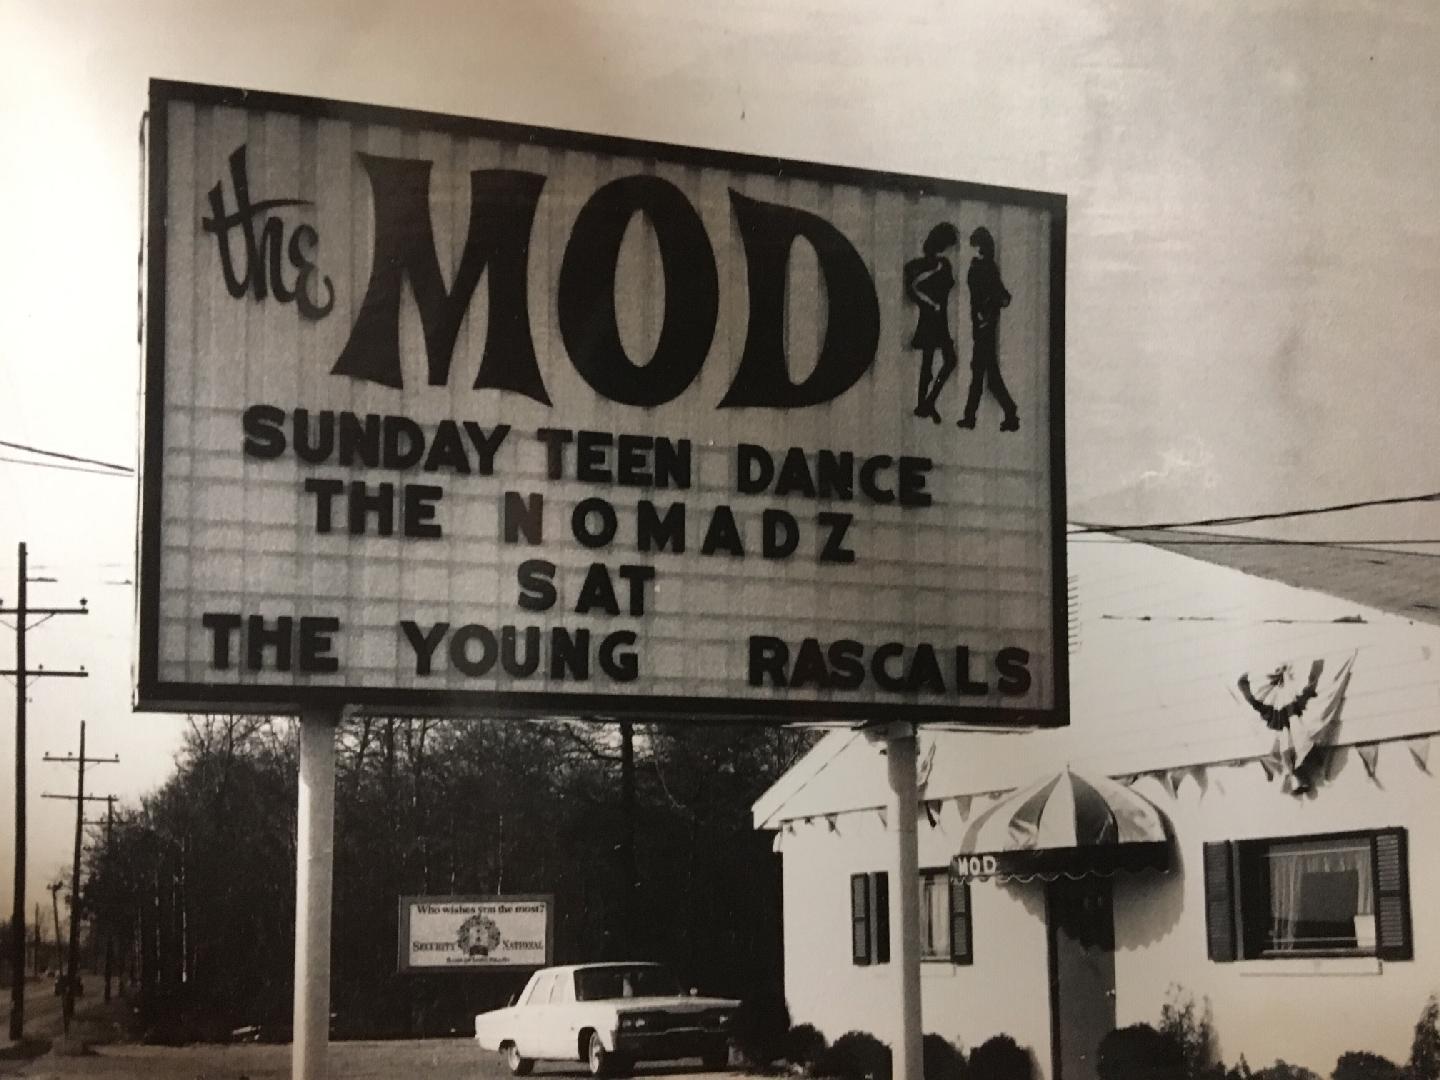 the MOD
SUNDAY TEEN DANCE
THE NOMADZ
SAT
THE YOUNG RASCALS
MOD
Who wishes you the most?
SECURITY NATIONAL